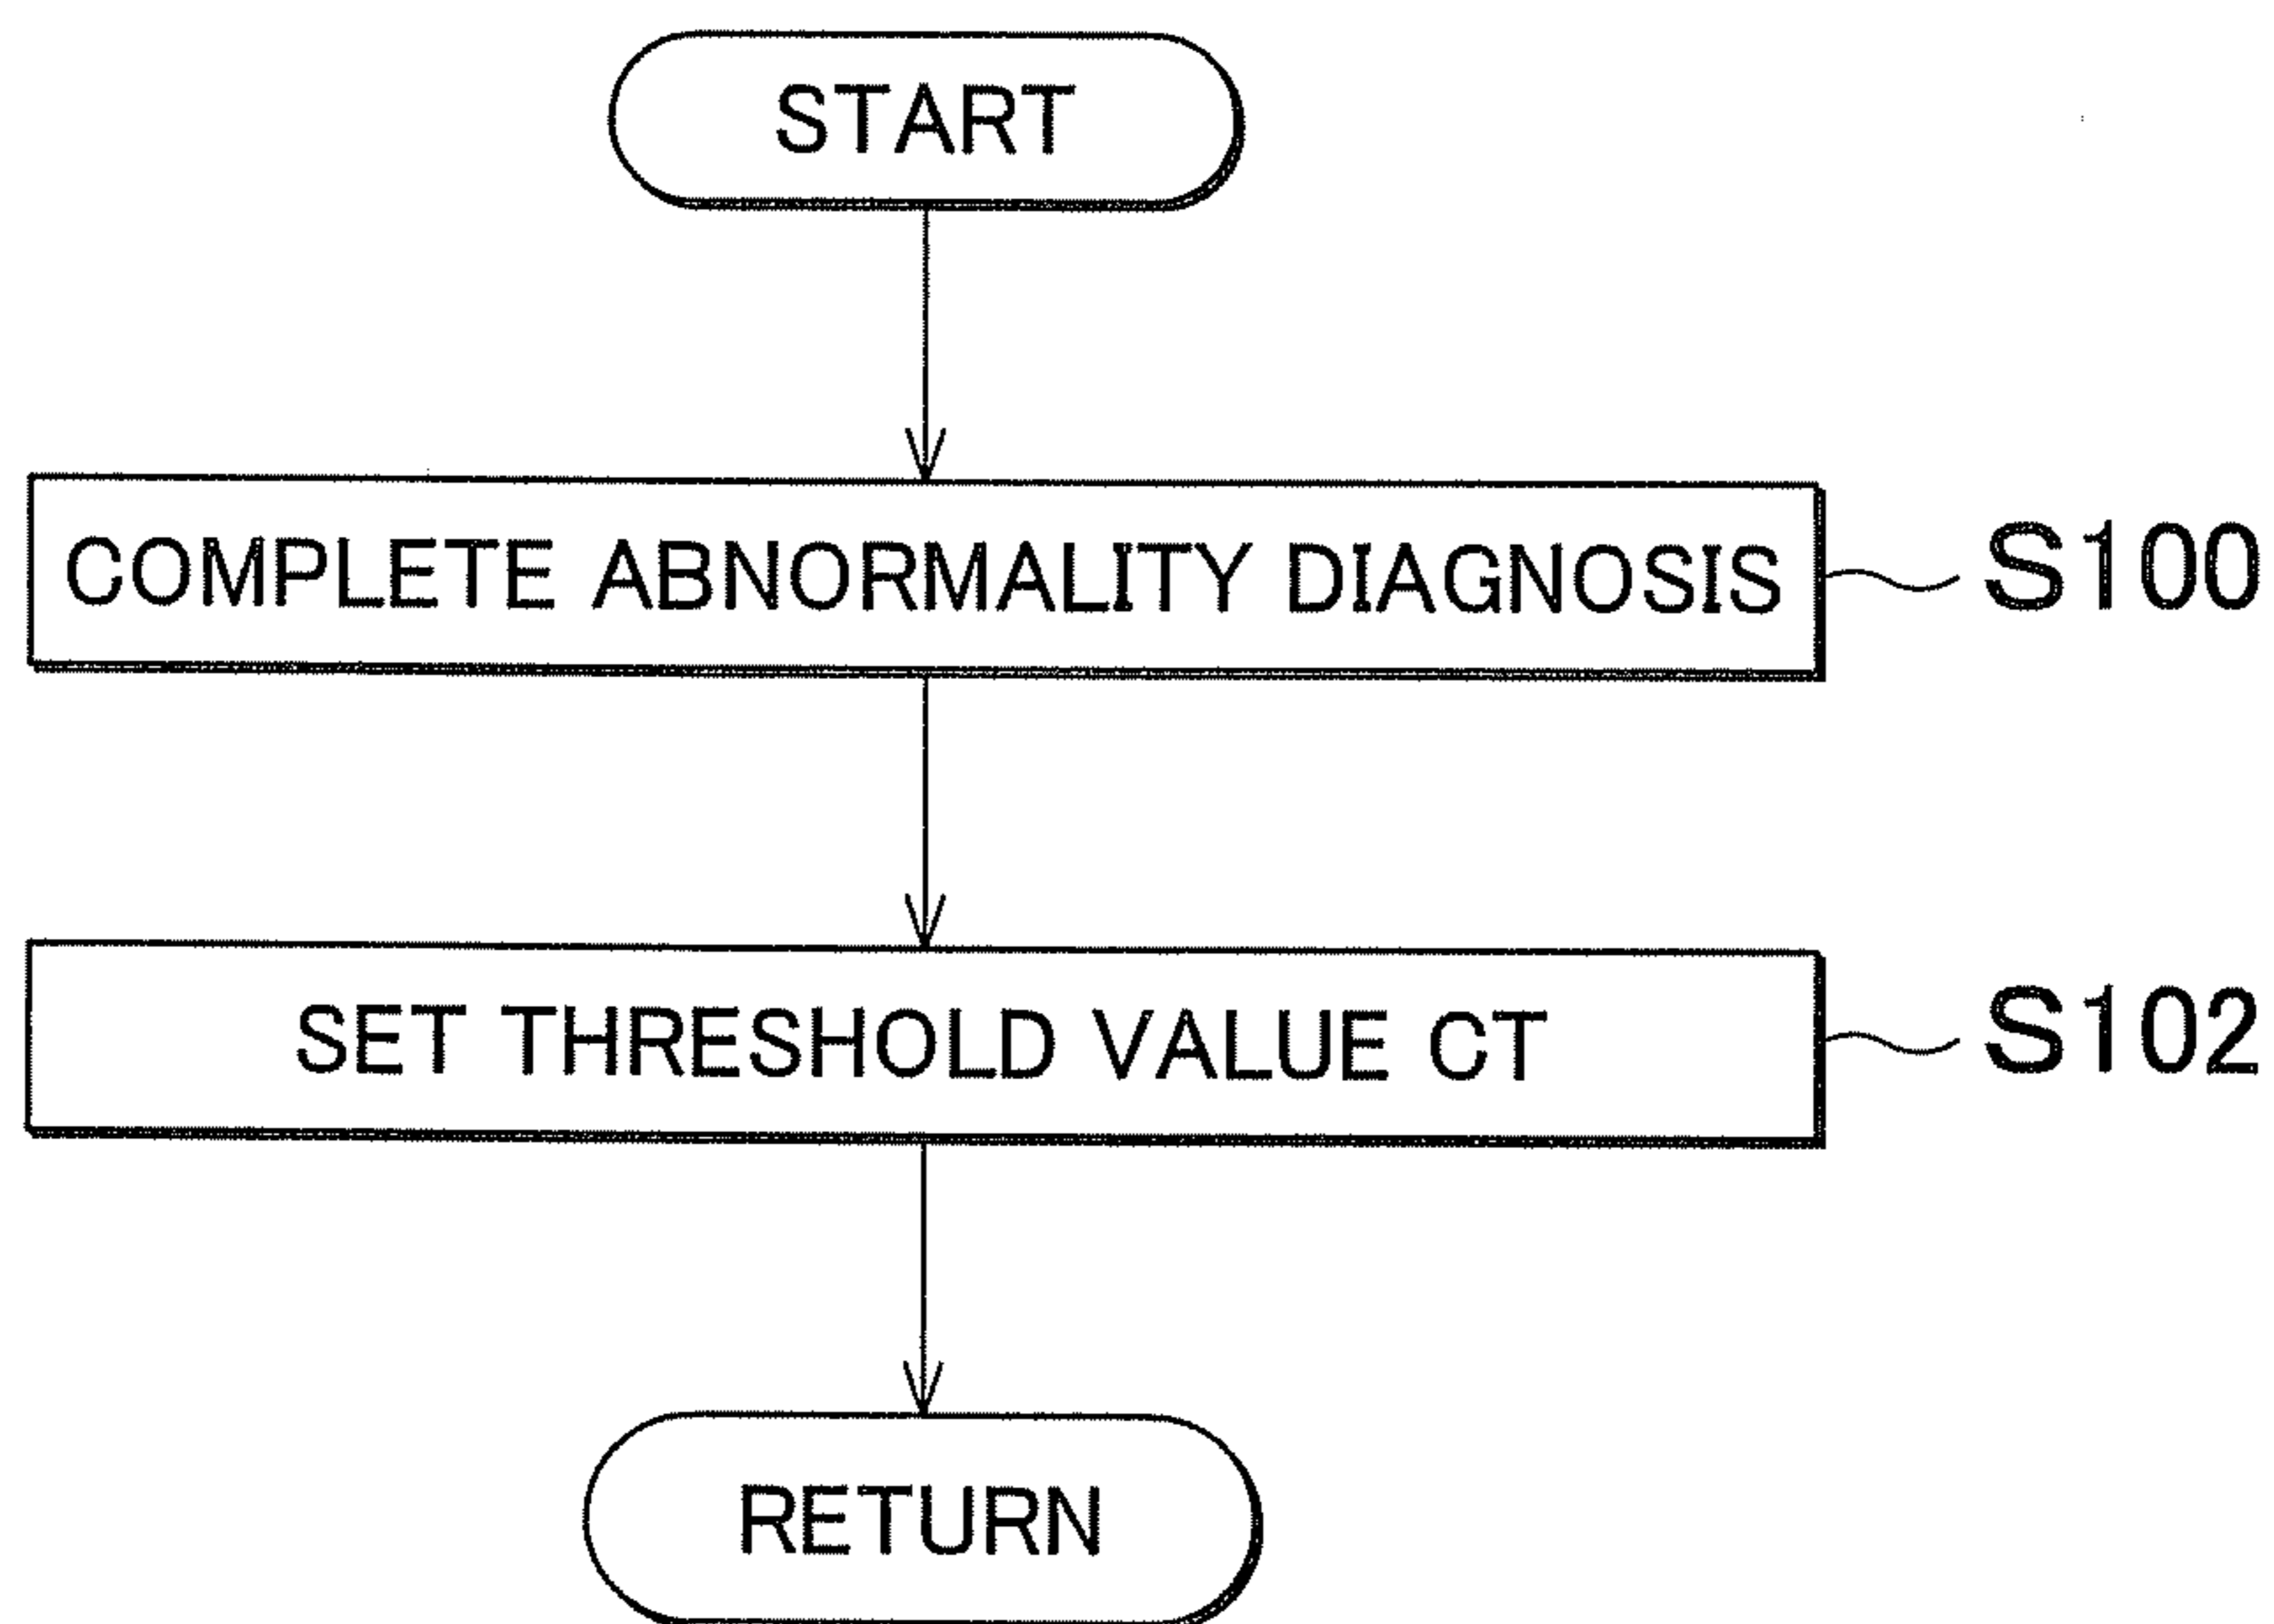 START
COMPLETE ABNORMALITY DIAGNOSIS
S100
SET THRESHOLD VALUE CT
S102
RETURN